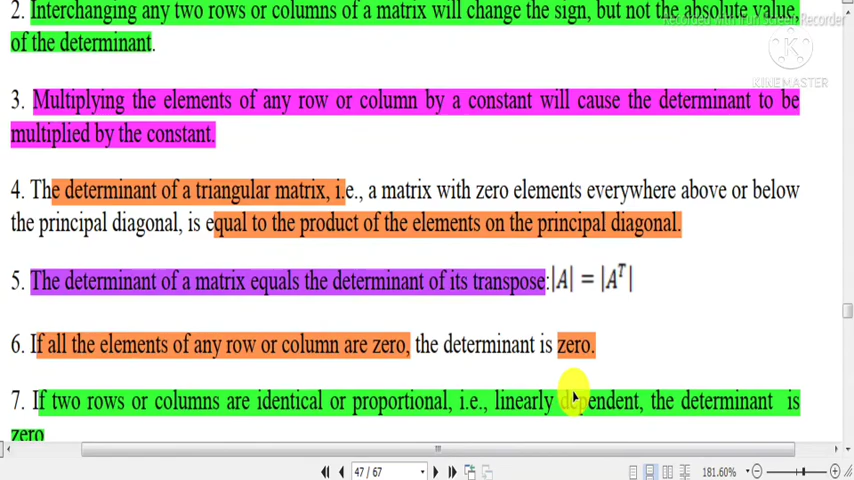 2. Interchanging any two rows or columns of a matrix will change the sign, but not the absolute value,
of the determinant.
Recorded with iTop Screen Recorder
KINEMASTER
3. Multiplying the elements of any row or column by a constant will cause the determinant to be
multiplied by the constant.
4. The determinant of a triangular matrix, i.e., a matrix with zero elements everywhere above or below
the principal diagonal, is equal to the product of the elements on the principal diagonal.
5. The determinant of a matrix equals the determinant of its transpose:|A| = |Aᵀ|
6. If all the elements of any row or column are zero, the determinant is zero.
7. If two rows or columns are identical or proportional, i.e., linearly dependent, the determinant is
zero
47 / 67
181.60%